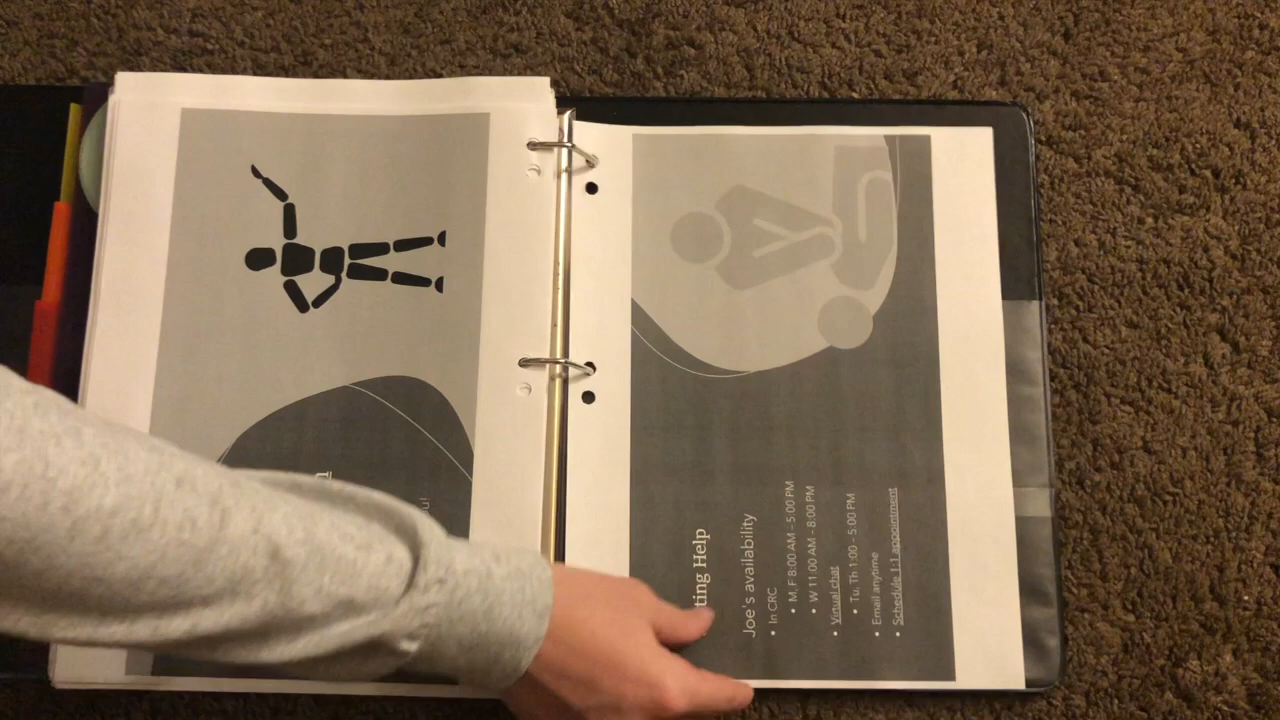 ting Help
Joe's availability
• In CRC
• M, F 8:00 AM - 5:00 PM
• W 11:00 AM - 8:00 PM
• Virtual chat
• Tu, Th 1:00 - 5:00 PM
• Email anytime
• Schedule 1:1 appointment